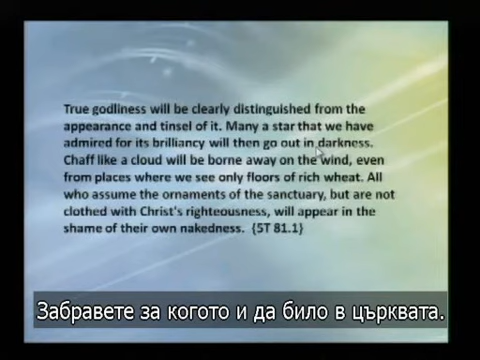 True godliness will be clearly distinguished from the
appearance and tinsel of it. Many a star that we have
admired for its brilliancy will then go out in darkness.
Chaff like a cloud will be borne away on the wind, even
from places where we see only floors of rich wheat. All
who assume the ornaments of the sanctuary, but are not
clothed with Christ's righteousness, will appear in the
shame of their own nakedness. {5T 81.1}
Забравете за когото и да било в църквата.